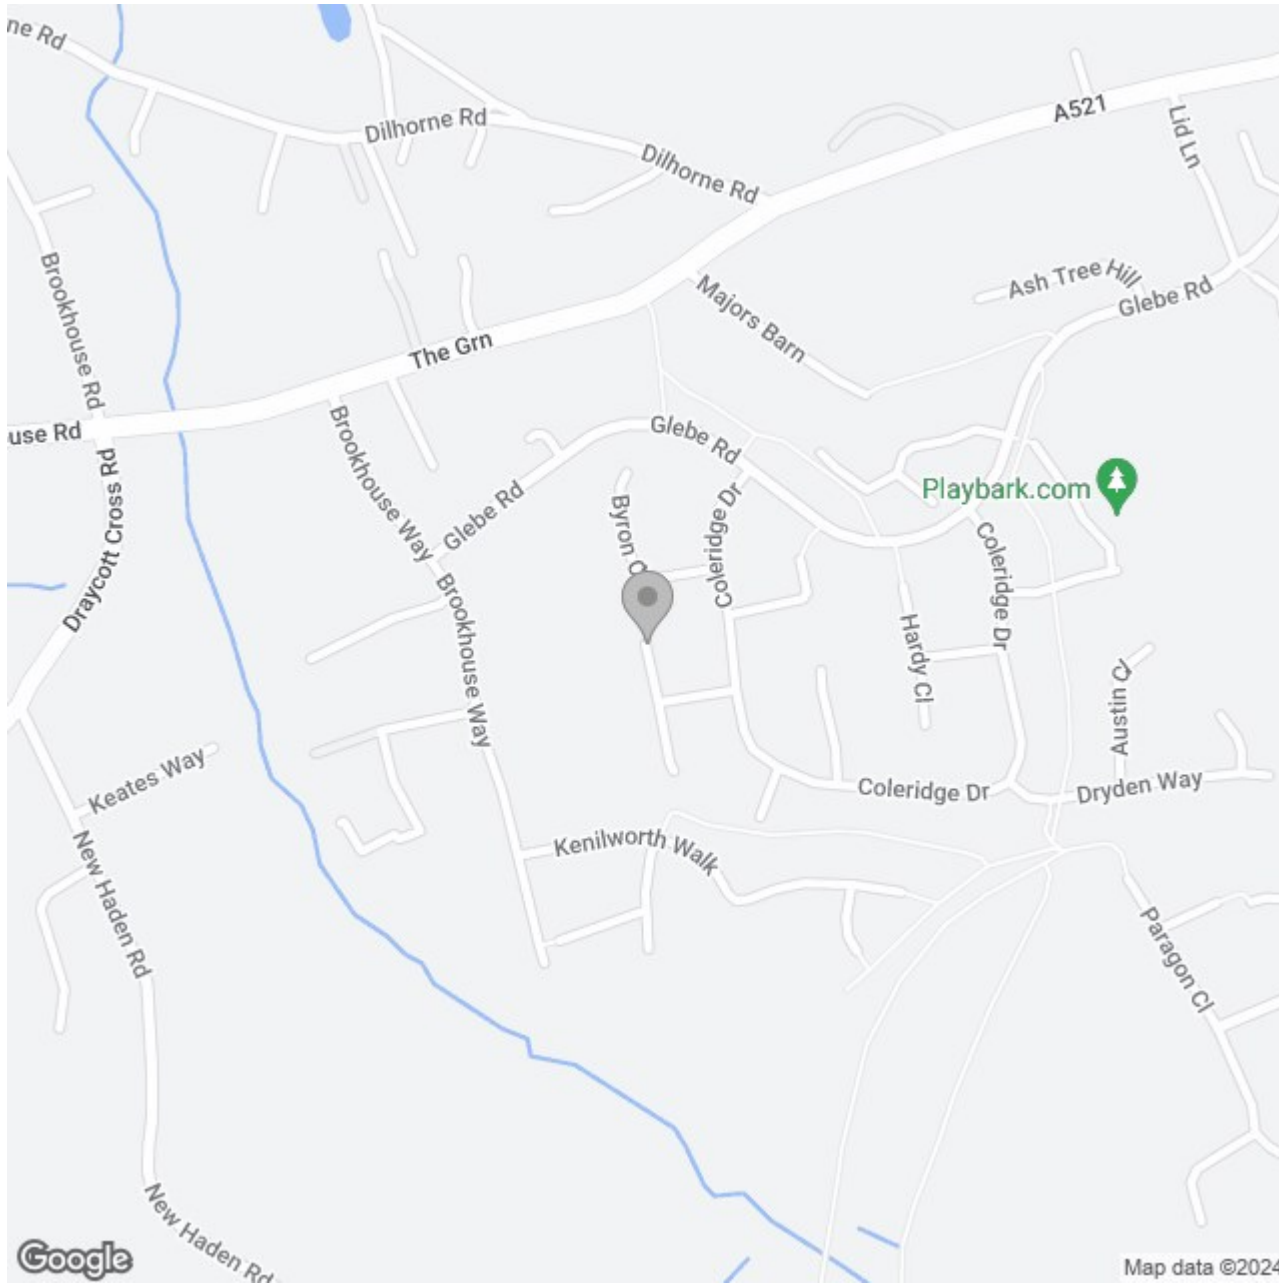 ne Rd
Dilhorne Rd
A521
Lid Ln
Dilhorne Rd
Brookhouse Rd
Ash Tree Hill
Glebe Rd
Majors Barn
The Grn
Brookhouse Way
Glebe Rd
ouse Rd
Draycott Cross Rd
Playbark.com
Glebe Rd
Byron C
Coleridge Dr
Coleridge Dr
Brookhouse Way
Hardy Cl
Austin Cl
Keates Way
Coleridge Dr
Dryden Way
New Haden Rd
Kenilworth Walk
Paragon Cl
New Haden Rd
Google
Map data ©2024